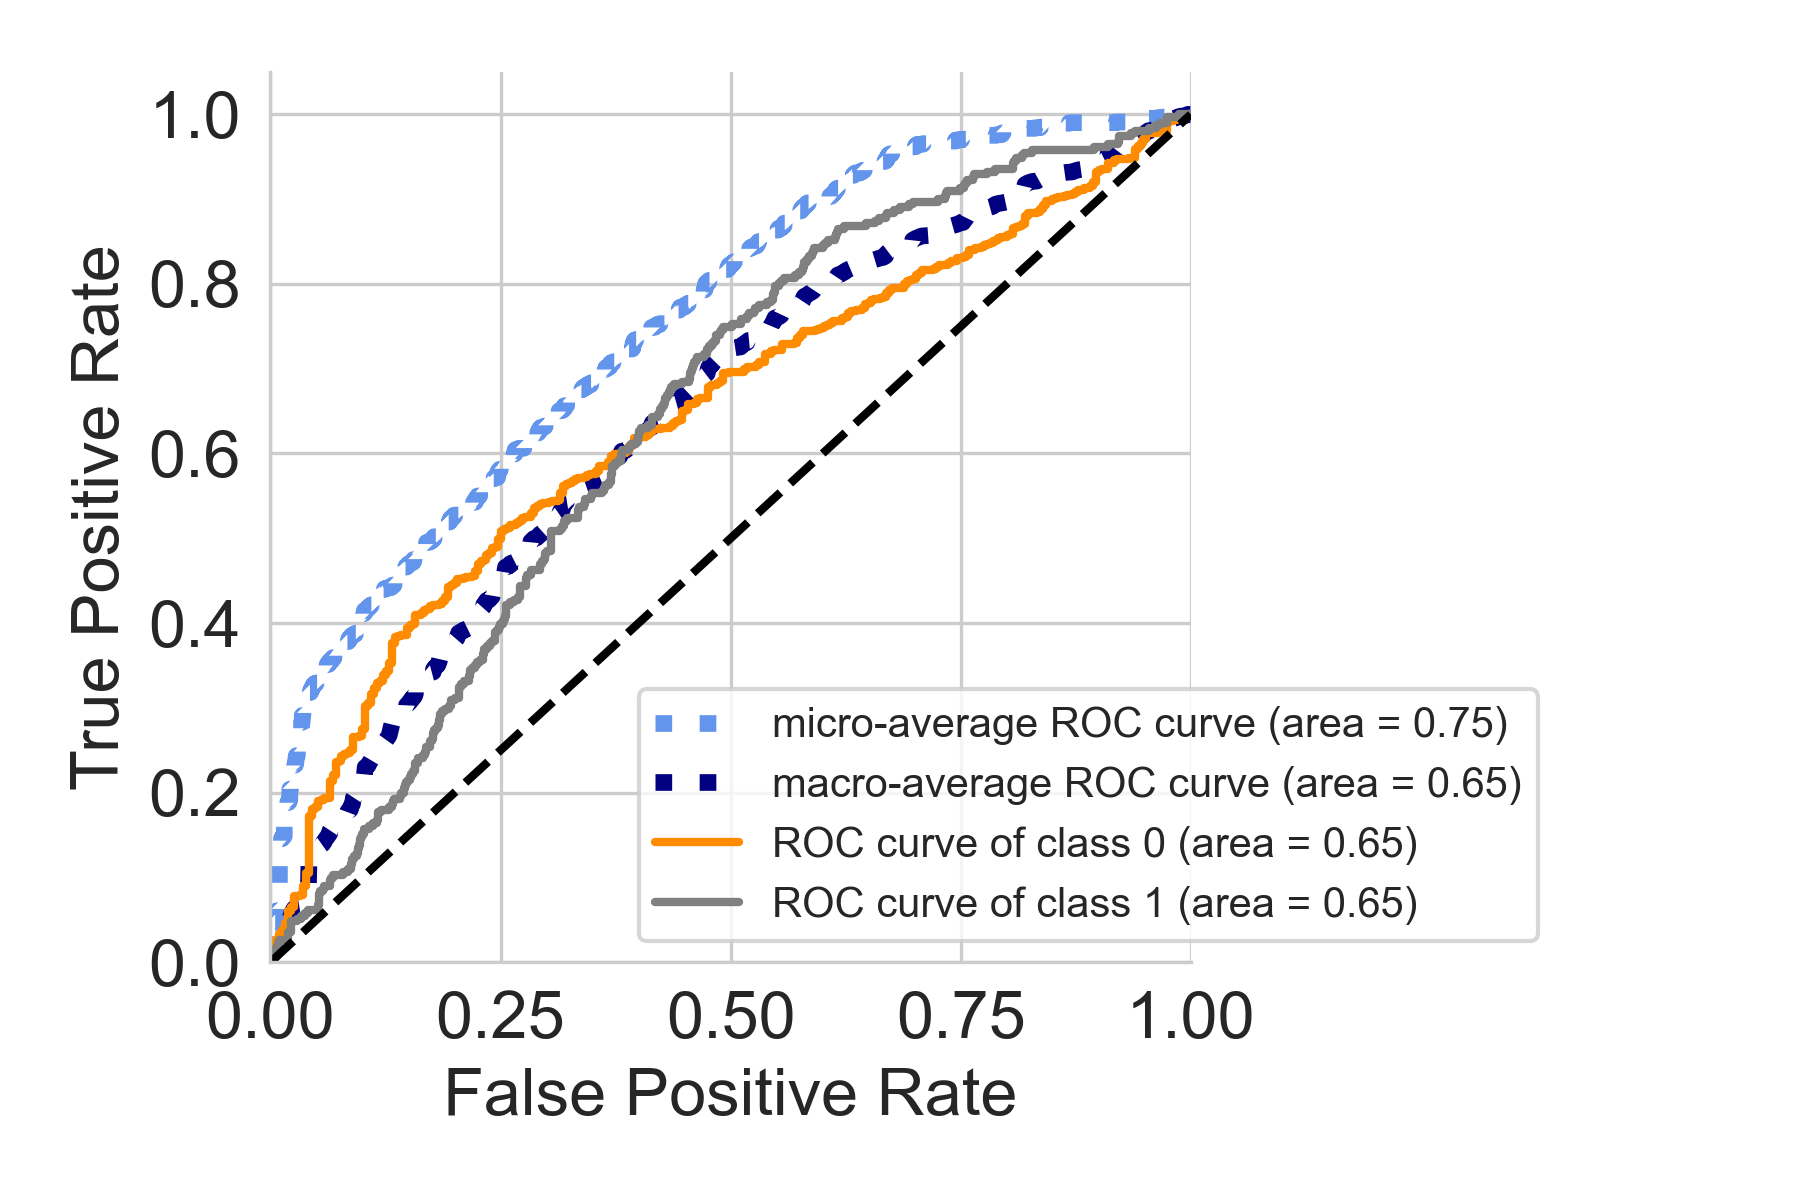 1.0
0.8
0.6
0.4
0.2
0.0
True Positive Rate
micro-average ROC curve (area = 0.75)
macro-average ROC curve (area = 0.65)
ROC curve of class 0 (area = 0.65)
ROC curve of class 1 (area = 0.65)
0.00 0.25 0.50 0.75 1.00
False Positive Rate